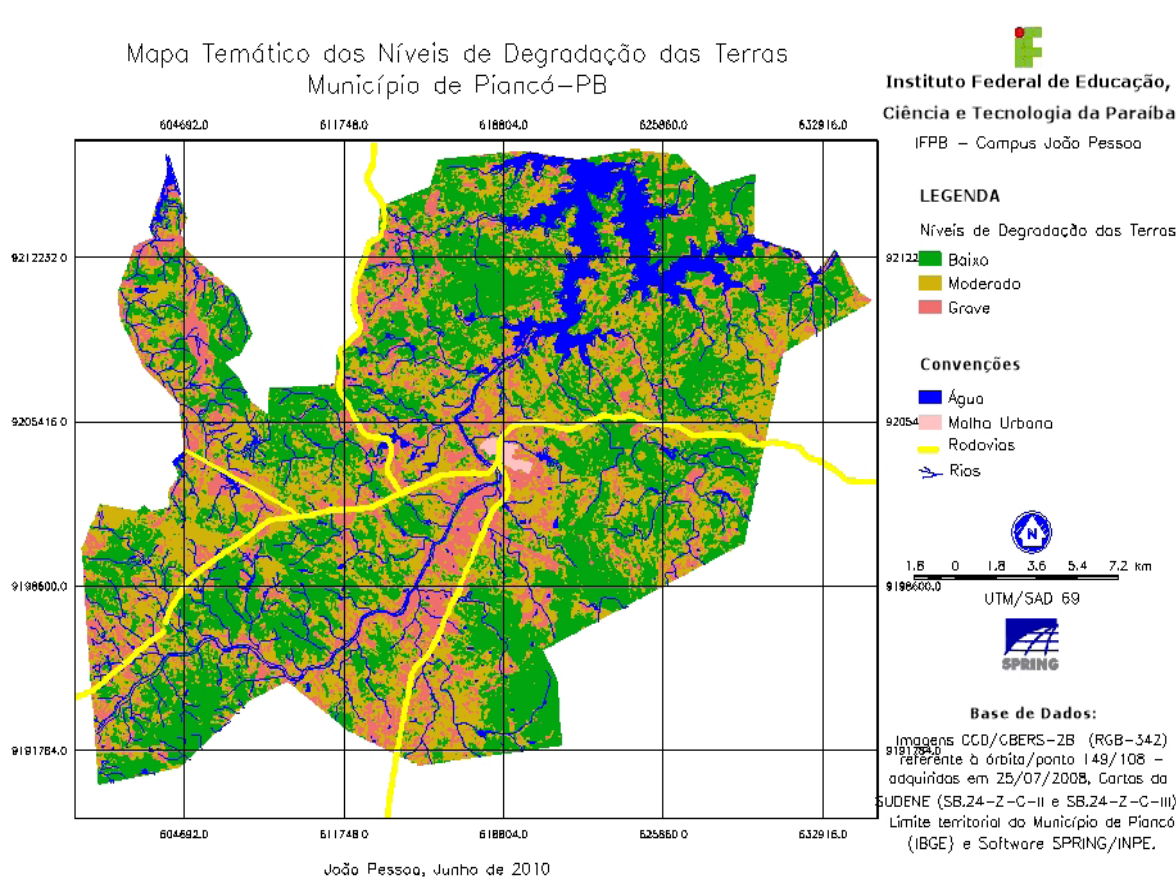 Mapa Temático dos Níveis de Degradação das Terras
Município de Piancó-PB
604692.0 611748.0 618804.0 625860.0 632916.0
9212232.0
9205416.0
9198600.0
9191784.0
604692.0 611748.0 618804.0 625860.0 632916.0
João Pessoa, Junho de 2010
Instituto Federal de Educação,
Ciência e Tecnologia da Paraíba
IFPB - Campus João Pessoa
LEGENDA
Níveis de Degradação das Terras
Baixo
Moderado
Grave
Convenções
Água
Malha Urbana
Rodovias
Rios
N
1.8 0 1.8 3.6 5.4 7.2 km
UTM/SAD 69
SPRING
Base de Dados:
Imagens CCD/CBERS-2B (RGB-342)
referente à órbita/ponto 149/108 -
adquiridas em 25/07/2008, Cartas da
SUDENE (SB.24-Z-C-II e SB.24-Z-C-III)
Limite territorial do Município de Piancó
(IBGE) e Software SPRING/INPE.